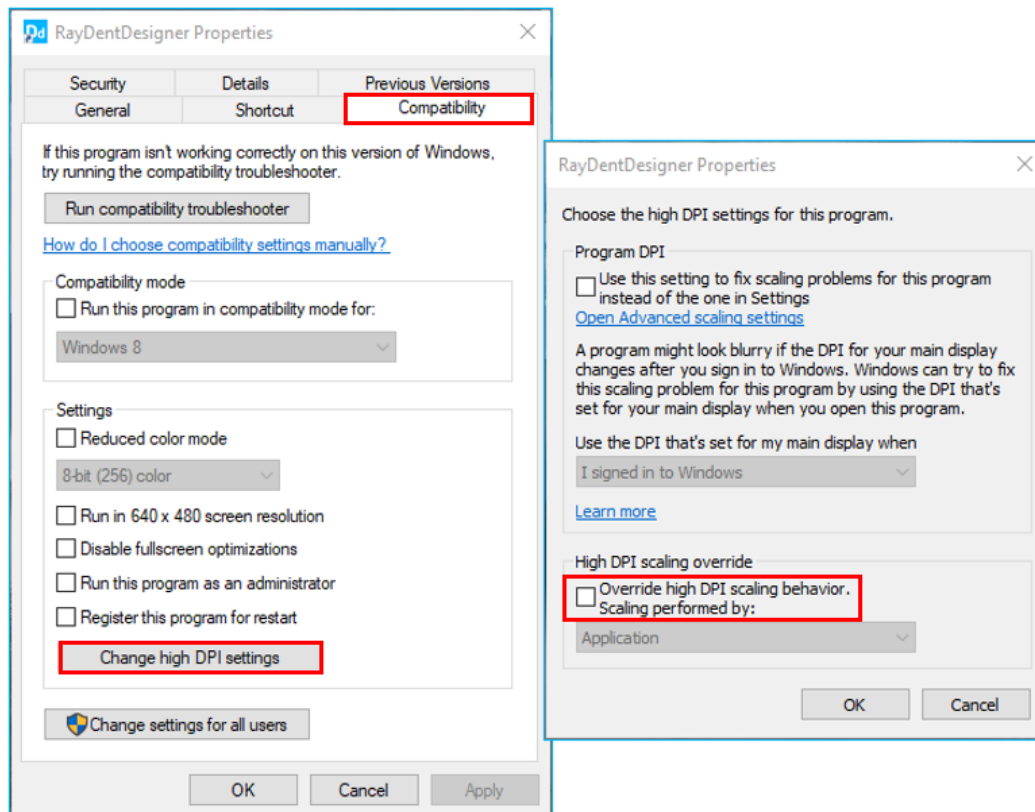 Dd RayDentDesigner Properties
Security Details Previous Versions
General Shortcut Compatibility
If this program isn't working correctly on this version of Windows,
try running the compatibility troubleshooter.
Run compatibility troubleshooter
How do I choose compatibility settings manually?
Compatibility mode
Run this program in compatibility mode for:
Windows 8
Settings
Reduced color mode
8-bit (256) color
Run in 640 x 480 screen resolution
Disable fullscreen optimizations
Run this program as an administrator
Register this program for restart
Change high DPI settings
Change settings for all users
OK Cancel Apply
RayDentDesigner Properties
Choose the high DPI settings for this program.
Program DPI
Use this setting to fix scaling problems for this program
instead of the one in Settings
Open Advanced scaling settings
A program might look blurry if the DPI for your main display
changes after you sign in to Windows. Windows can try to fix
this scaling problem for this program by using the DPI that's
set for your main display when you open this program.
Use the DPI that's set for my main display when
I signed in to Windows
Learn more
High DPI scaling override
Override high DPI scaling behavior.
Scaling performed by:
Application
OK Cancel